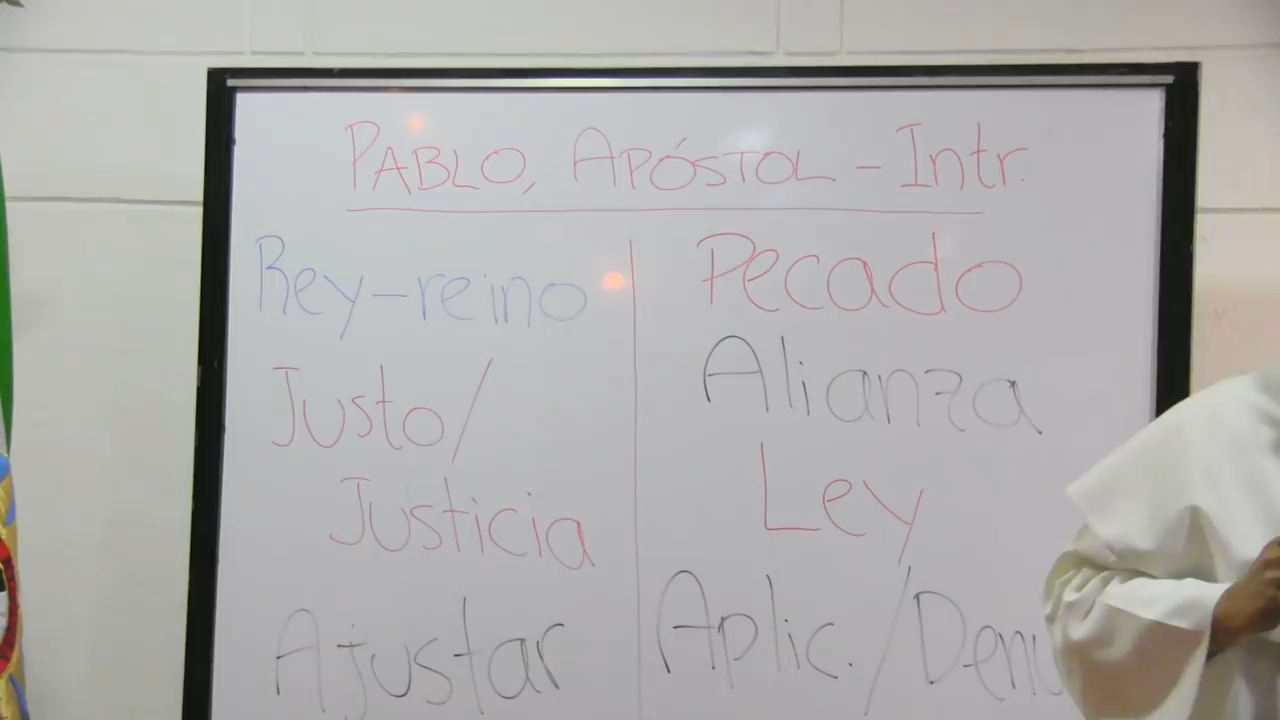 PABLO, APÓSTOL - Intr.
Rey-reino
Justo/
Justicia
Ajustar
Pecado
Alianza
Ley
Aplic./